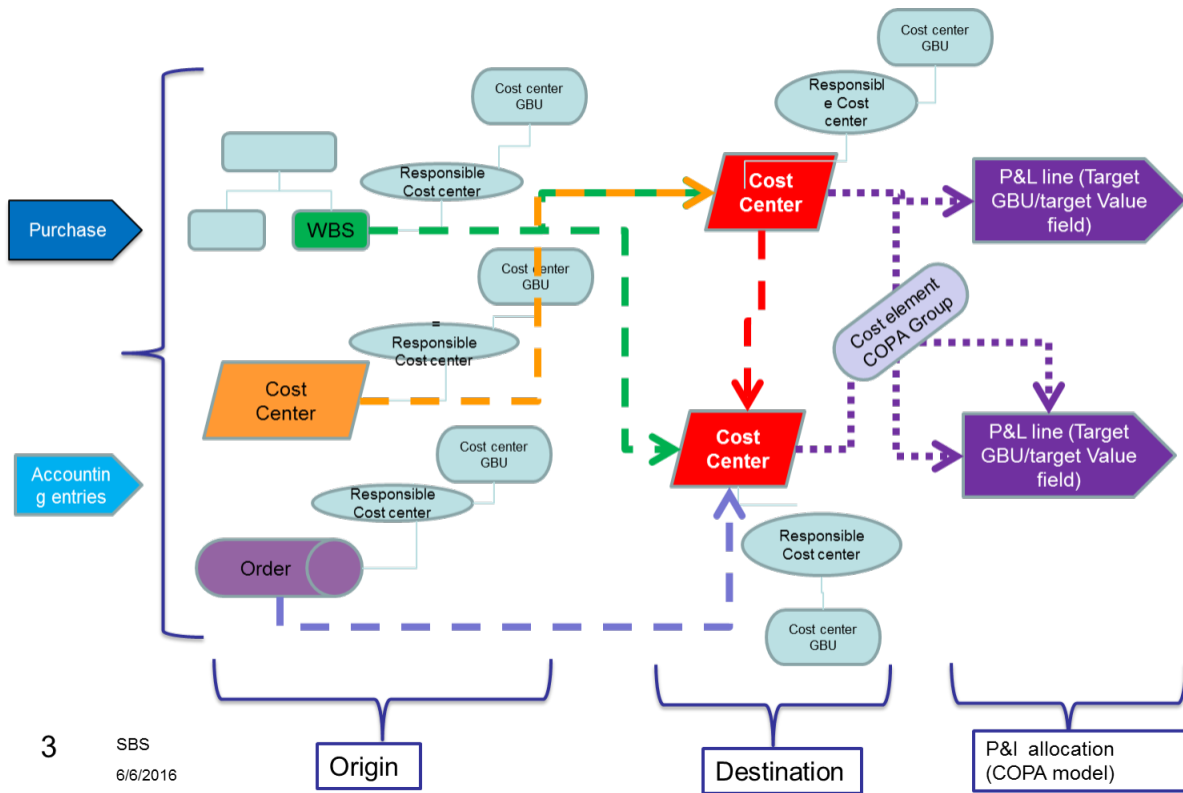 Cost center
GBU
Cost center
GBU
Responsibl
e Cost
center
Responsible
Cost center
Cost
Center
P&L line (Target
GBU/target Value
field)
Purchase
WBS
Cost center
GBU
=
Responsible
Cost center
Cost element
COPA Group
Cost
Center
Cost
Center
P&L line (Target
GBU/target Value
field)
Cost center
GBU
Accountin
g entries
Responsible
Cost center
Responsible
Cost center
Order
Cost center
GBU
3
SBS
6/6/2016
Origin
Destination
P&I allocation
(COPA model)